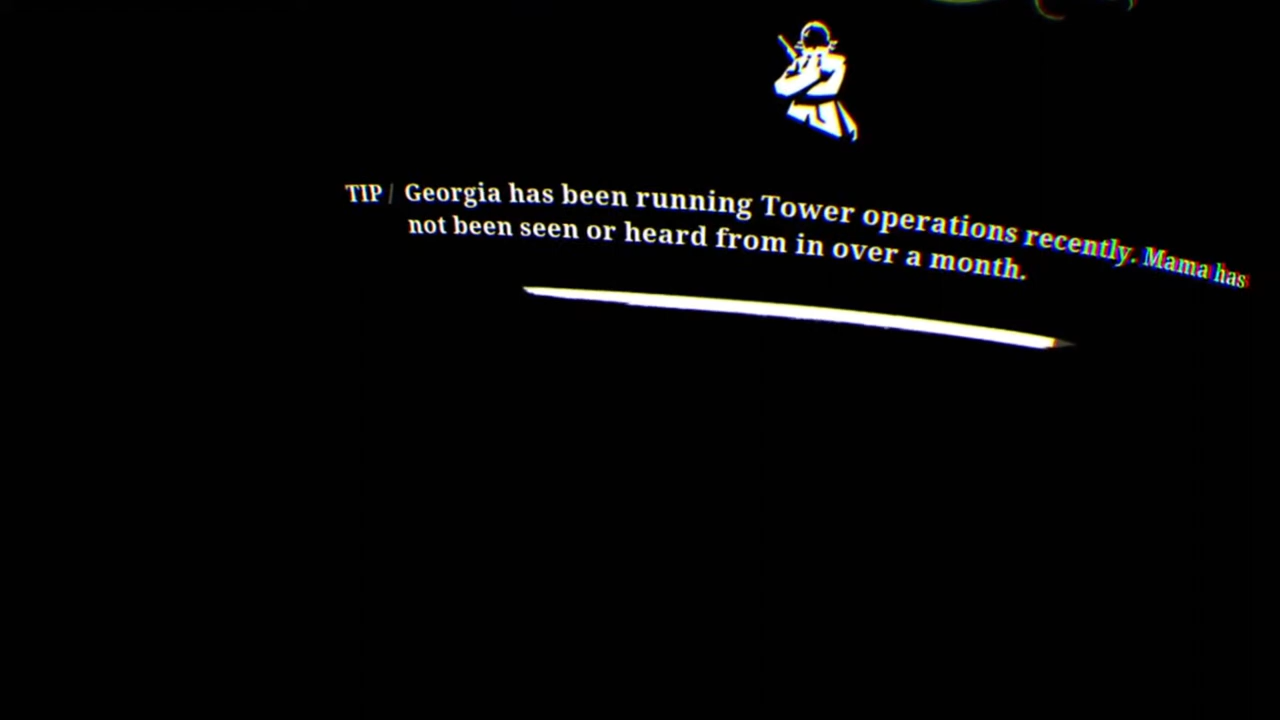 TIP | Georgia has been running Tower operations recently. Mama has
not been seen or heard from in over a month.